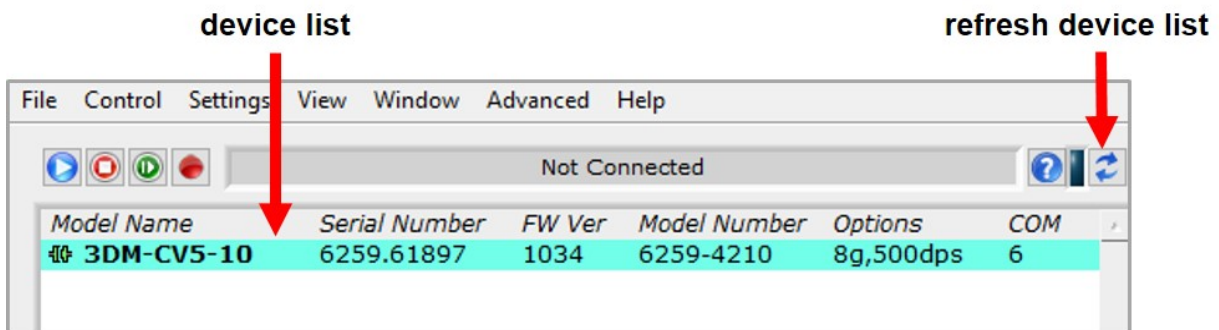 device list refresh device list
File Control Settings View Window Advanced Help
Not Connected
Model Name Serial Number FW Ver Model Number Options COM
3DM-CV5-10 6259.61897 1034 6259-4210 8g,500dps 6